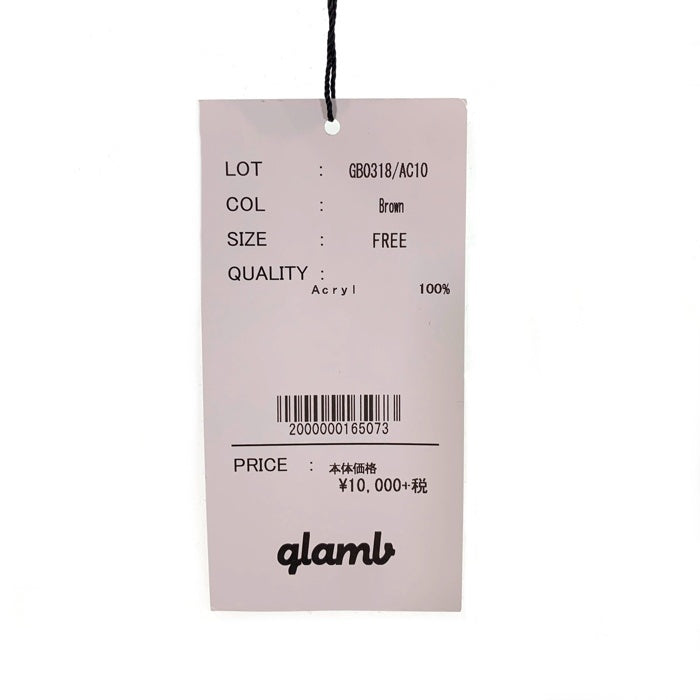 LOT : GB0318/AC10
COL : Brown
SIZE : FREE
QUALITY :
Acryl 100%
2000000165073
PRICE : 本体価格
¥10,000+税
glamb